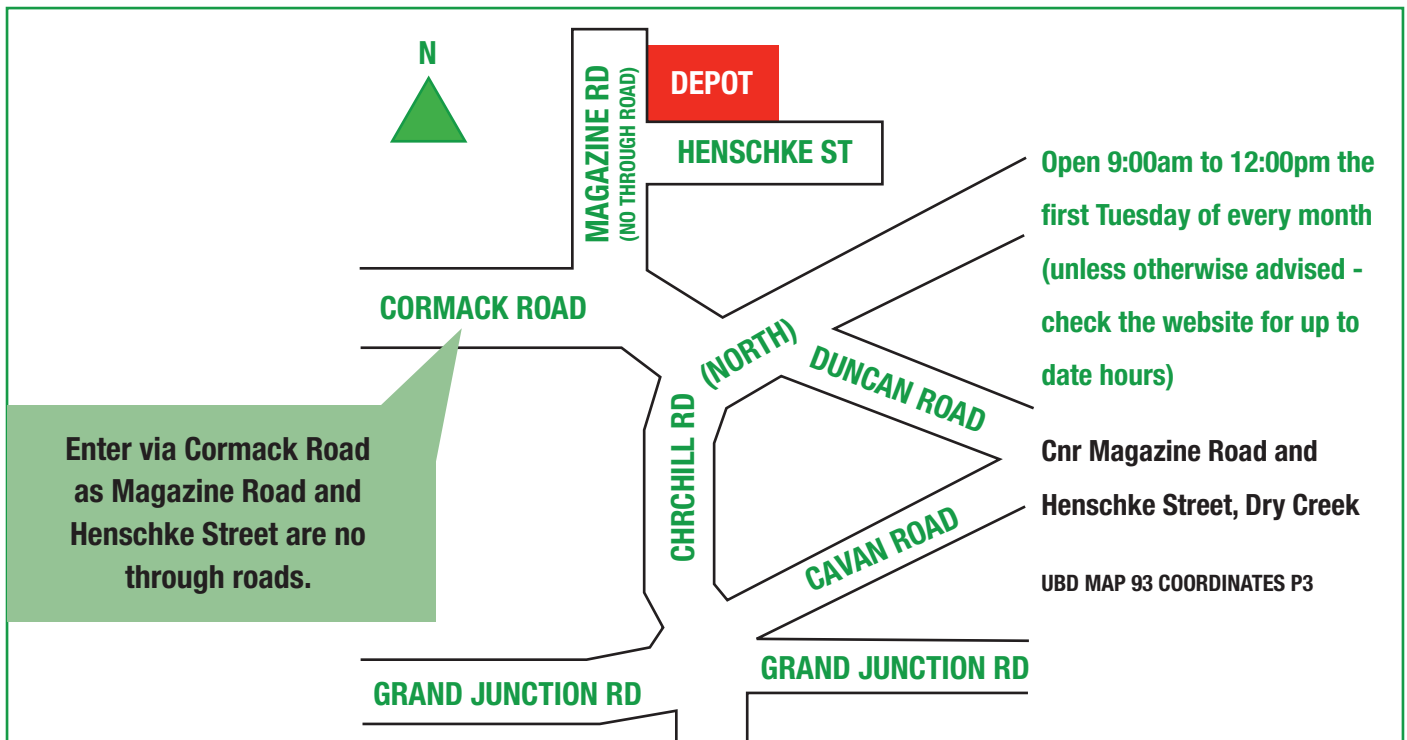 N
MAGAZINE RD
(NO THROUGH ROAD)
DEPOT
HENSCHKE ST
CORMACK ROAD
(NORTH)
DUNCAN ROAD
CHRCHILL RD
CAVAN ROAD
GRAND JUNCTION RD
GRAND JUNCTION RD
Enter via Cormack Road
as Magazine Road and
Henschke Street are no
through roads.
Open 9:00am to 12:00pm the
first Tuesday of every month
(unless otherwise advised -
check the website for up to
date hours)
Cnr Magazine Road and
Henschke Street, Dry Creek
UBD MAP 93 COORDINATES P3